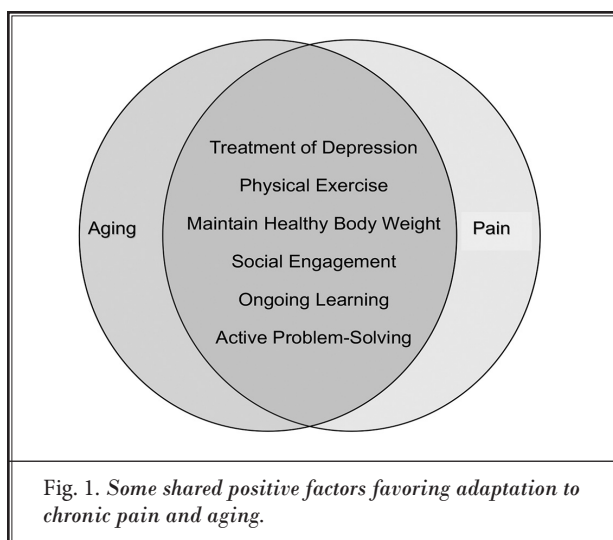 Treatment of Depression
Physical Exercise
Aging
Maintain Healthy Body Weight
Pain
Social Engagement
Ongoing Learning
Active Problem-Solving
Fig. 1. Some shared positive factors favoring adaptation to
chronic pain and aging.